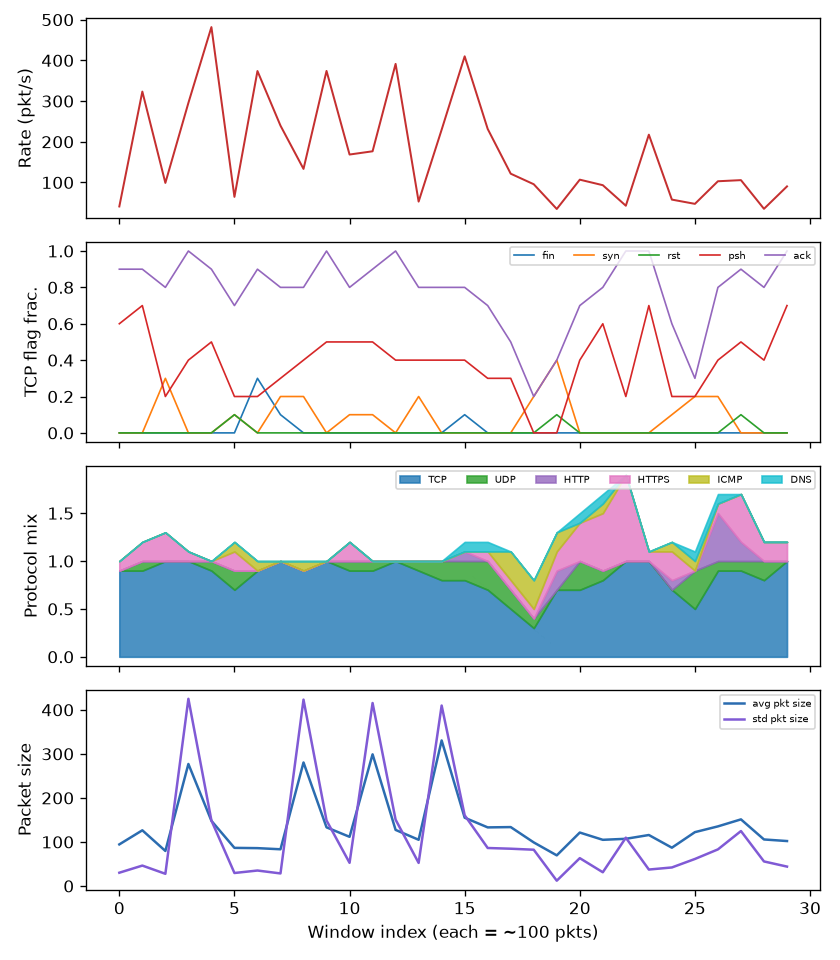 500
400
300
200
100
Rate (pkt/s)
1.0
0.8
0.6
0.4
0.2
0.0
TCP flag frac.
fin syn rst psh ack
1.5
1.0
0.5
0.0
Protocol mix
TCP UDP HTTP HTTPS ICMP DNS
400
300
200
100
0
Packet size
avg pkt size
std pkt size
0 5 10 15 20 25 30
Window index (each = ~100 pkts)